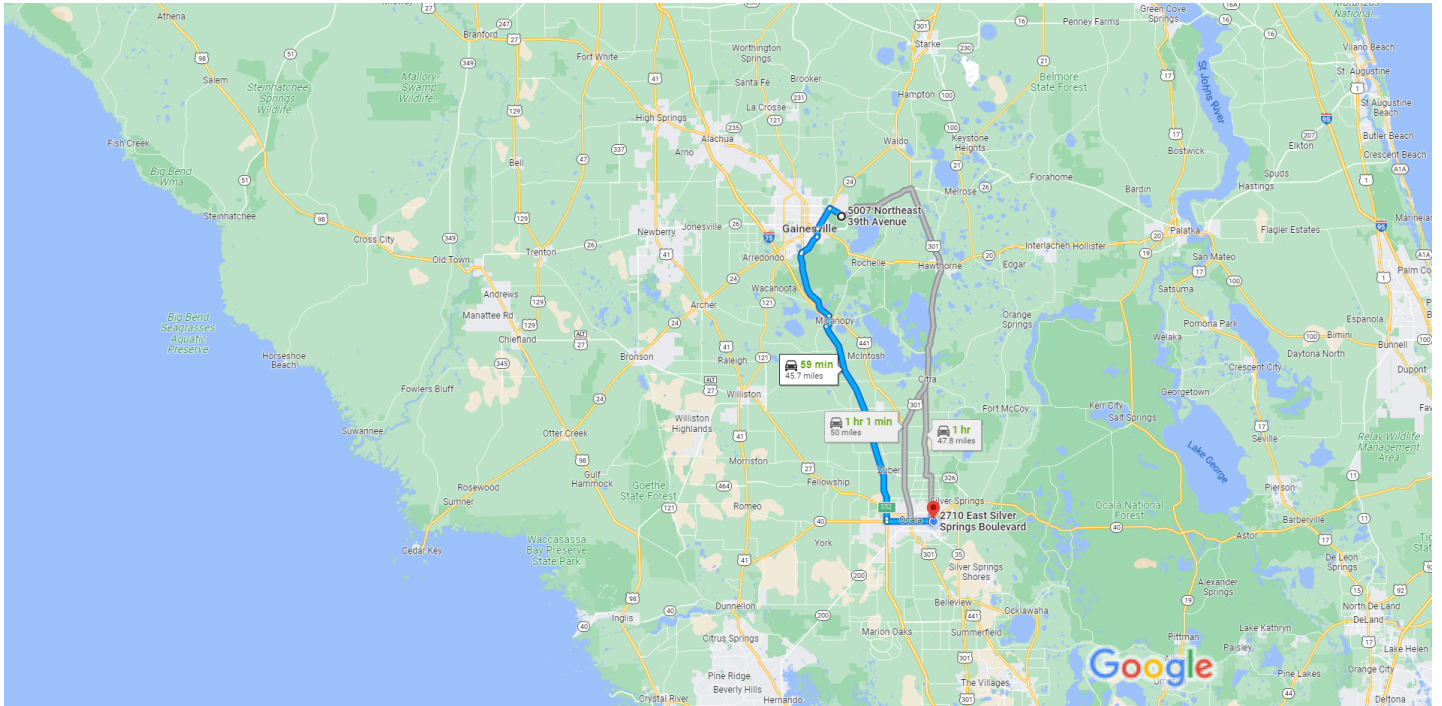 Athena
Branford
Fort White
Worthington
Springs
Starke
Penney Farms
Green Cove
Springs
Vilano Beach
St. Augustine
St Augustine
Beach
Salem
Steinhatchee
Springs
Wildlife...
Mallory
Swamp
Wildlife...
Santa Fé
Brooker
Hampton
Belmore
State Forest
St Johns River
La Crosse
High Springs
Alachua
Arno
Waldo
Keystone
Heights
Bostwick
Elkton
Butler Beach
Crescent Beach
Fish Creek
Bell
Big Bend
Wma
Melrose
Florahome
Bardin
Spuds
Hastings
Steinhatchee
Cross City
Old Town
Trenton
Newberry
Jonesville
Gainesville
5007 Northeast
39th Avenue
Palatka
Flagler Estates
Interlachen
Hollister
Arredondo
Rochelle
Hawthorne
Edgar
San Mateo
Palm Co
Andrews
Manattee Rd
Wacahoota
Archer
Satsuma
Big Bend
Seagrasses
Aquatic
Preserve
Chiefland
Micanopy
Orange
Springs
Pomona Park
Welaka
Espanola
Bimini
Bunnell
Horseshoe
Beach
Bronson
Raleigh
McIntosh
59 min
45.7 miles
Daytona North
Crescent City
Dupont
Fowlers Bluff
Williston
Citra
Georgetown
Kerr City
Salt Springs
Fort McCoy
Suwannee
Williston
Highlands
1 hr 1 min
50 miles
1 hr
47.8 miles
Otter Creek
Seville
Lake George
Relay Wildlife
Management
Area
Morriston
Zuber
Gulf
Hammock
Goethe
State Forest
Fellowship
Rosewood
Sumner
Romeo
Silver Springs
Pierson
Ocala National
Forest
Barberville
352
Ocala
2710 East Silver
Springs Boulevard
Cedar Key
Waccasassa
Bay Preserve
State Park
York
Astor
De Leon
Springs
Silver Springs
Shores
Alexander
Springs
Dunnellon
Belleview
Ocklawaha
North De Land
DeLand
Inglis
Citrus Springs
Marion Oaks
Summerfield
Lake Kathryn
Pittman
Paisley
Lake Helen
Google
Pine Ridge
Beverly Hills
The Villages
Pine Lakes
Orange City
Crystal River
Hernando
Deltona